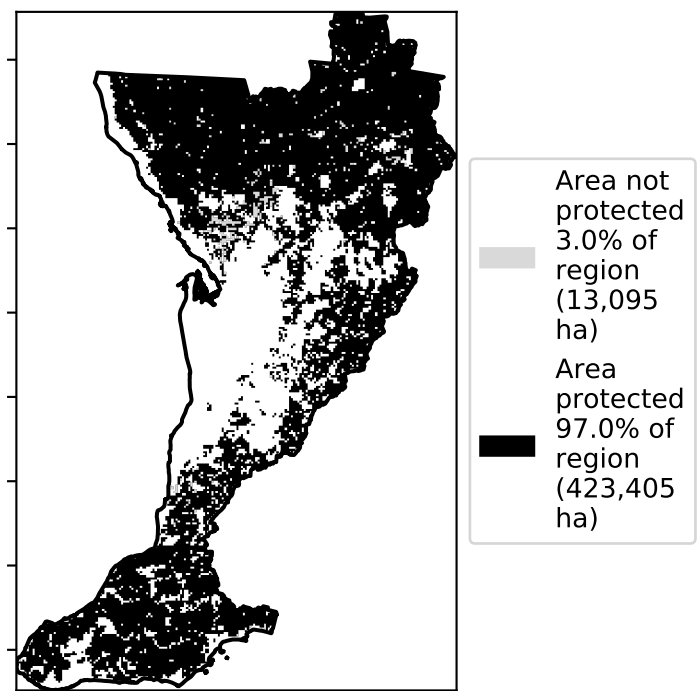 Area not
protected
3.0% of
region
(13,095
ha)
Area
protected
97.0% of
region
(423,405
ha)